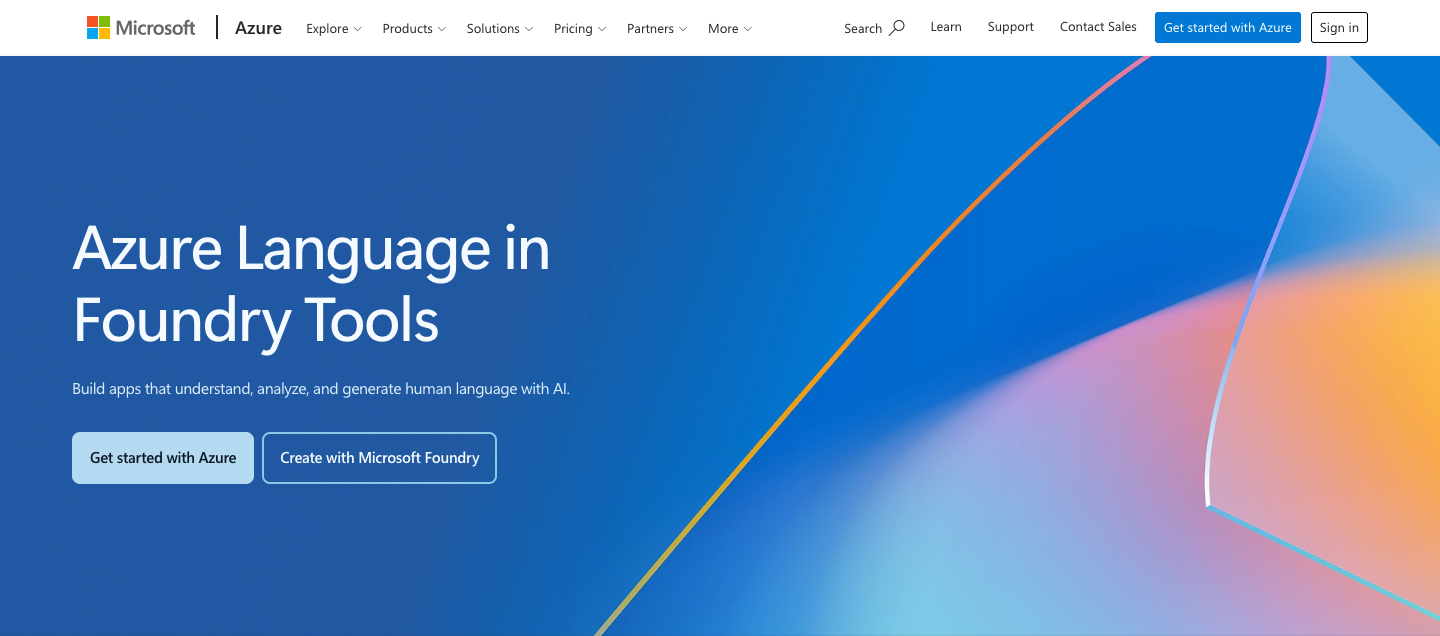 Microsoft Azure Explore Products Solutions Pricing Partners More Search Learn Support Contact Sales Get started with Azure Sign in
Azure Language in
Foundry Tools
Build apps that understand, analyze, and generate human language with AI.
Get started with Azure Create with Microsoft Foundry